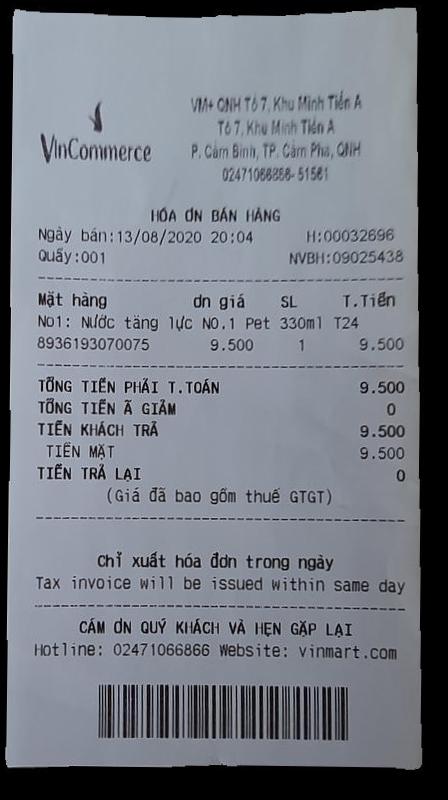 VinCommerce
VM+ QNH Tổ 7, Khu Minh Tiến A
Tổ 7, Khu Minh Tiến A
P. Cẩm Bình, TP. Cẩm Phả, QNH
02471066866-51561
HÓA ƠN BÁN HÀNG
Ngày bán:13/08/2020 20:04 H:00032696
Quầy:001 NVBH:09025438
Mặt hàng ơn giá SL T.Tiền
No1: Nước tăng lực NO.1 Pet 330ml T24
8936193070075 9.500 1 9.500
TỔNG TIỀN PHẢI T.TOÁN 9.500
TỔNG TIỀN Ã GIẢM 0
TIỀN KHÁCH TRẢ 9.500
TIỀN MẶT 9.500
TIỀN TRẢ LẠI 0
(Giá đã bao gồm thuế GTGT)
Chỉ xuất hóa đơn trong ngày
Tax invoice will be issued within same day
CẢM ƠN QUÝ KHÁCH VÀ HẸN GẶP LẠI
Hotline: 02471066866 Website: vinmart.com